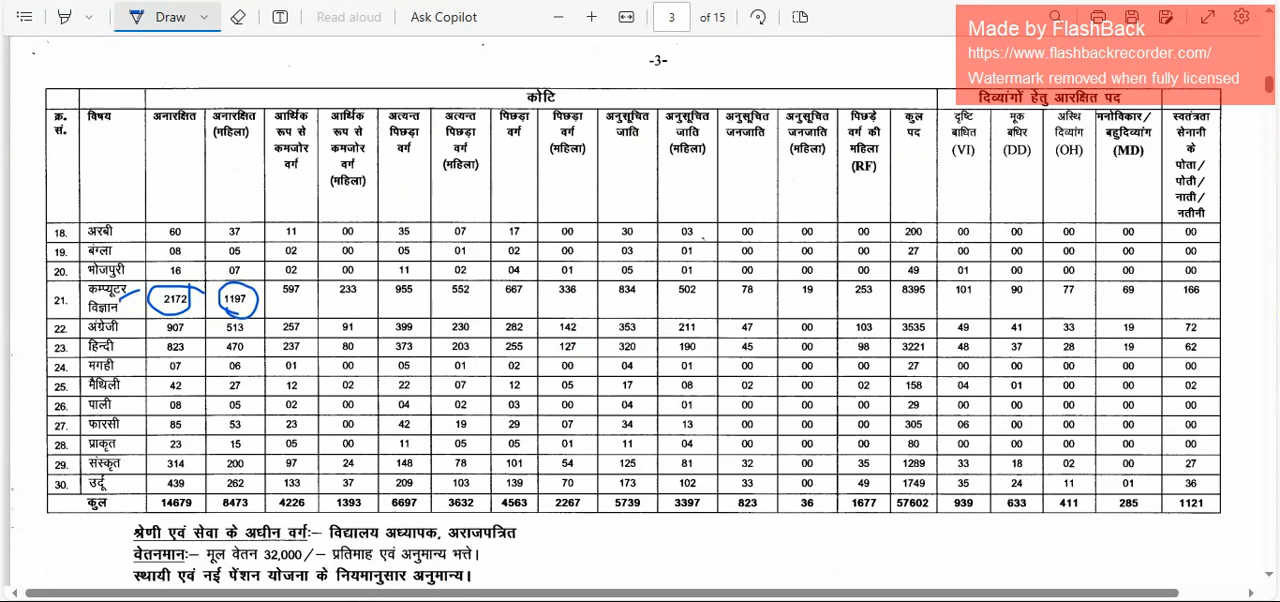 Draw
Read aloud
Ask Copilot
3 of 15
Made by FlashBack
https://www.flashbackrecorder.com/
Watermark removed when fully licensed
-3-
कोटि दिव्यांगों हेतु आरक्षित पद
क्र. सं. विषय अनारक्षित अनारक्षित (महिला) आर्थिक रूप से कमजोर वर्ग आर्थिक रूप से कमजोर वर्ग (महिला) अत्यन्त पिछड़ा वर्ग अत्यन्त पिछड़ा वर्ग (महिला) पिछड़ा वर्ग पिछड़ा वर्ग (महिला) अनुसूचित जाति अनुसूचित जाति (महिला) अनुसूचित जनजाति अनुसूचित जनजाति (महिला) पिछड़े वर्ग की महिला (RF) कुल पद दृष्टि बाधित (VI) मूक बधिर (DD) अस्थि दिव्यांग (OH) मनोविकार/ बहुदिव्यांग (MD) स्वतंत्रता सेनानी के पोता/ पोती/ नाती/ नतीनी
18. अरबी 60 37 11 00 35 07 17 00 30 03 00 00 00 200 00 00 00 00 00
19. बंगला 08 05 02 00 05 01 02 00 03 01 00 00 00 27 00 00 00 00 00
20. भोजपुरी 16 07 02 00 11 02 04 01 05 01 00 00 00 49 01 00 00 00 00
21. कम्प्यूटर विज्ञान 2172 1197 597 233 955 552 667 336 834 502 78 19 253 8395 101 90 77 69 166
22. अंग्रेजी 907 513 257 91 399 230 282 142 353 211 47 00 103 3535 49 41 33 19 72
23. हिन्दी 823 470 237 80 373 203 255 127 320 190 45 00 98 3221 48 37 28 19 62
24. मगही 07 06 01 00 05 01 02 00 04 01 00 00 00 27 00 00 00 00 00
25. मैथिली 42 27 12 02 22 07 12 05 17 08 02 00 02 158 04 01 00 00 02
26. पाली 08 05 02 00 04 02 03 00 04 01 00 00 00 29 00 00 00 00 00
27. फारसी 85 53 23 00 42 19 29 07 34 13 00 00 00 305 06 00 00 00 00
28. प्राकृत 23 15 05 00 11 05 05 01 11 04 00 00 00 80 00 00 00 00 00
29. संस्कृत 314 200 97 24 148 78 101 54 125 81 32 00 35 1289 33 18 02 00 27
30. उर्दू 439 262 133 37 209 103 139 70 173 102 33 00 49 1749 35 24 11 01 36
कुल 14679 8473 4226 1393 6697 3632 4563 2267 5739 3397 823 36 1677 57602 939 633 411 285 1121
श्रेणी एवं सेवा के अधीन वर्गः– विद्यालय अध्यापक, अराजपत्रित
वेतनमानः– मूल वेतन 32,000/– प्रतिमाह एवं अनुमान्य भत्ते।
स्थायी एवं नई पेंशन योजना के नियमानुसार अनुमान्य।